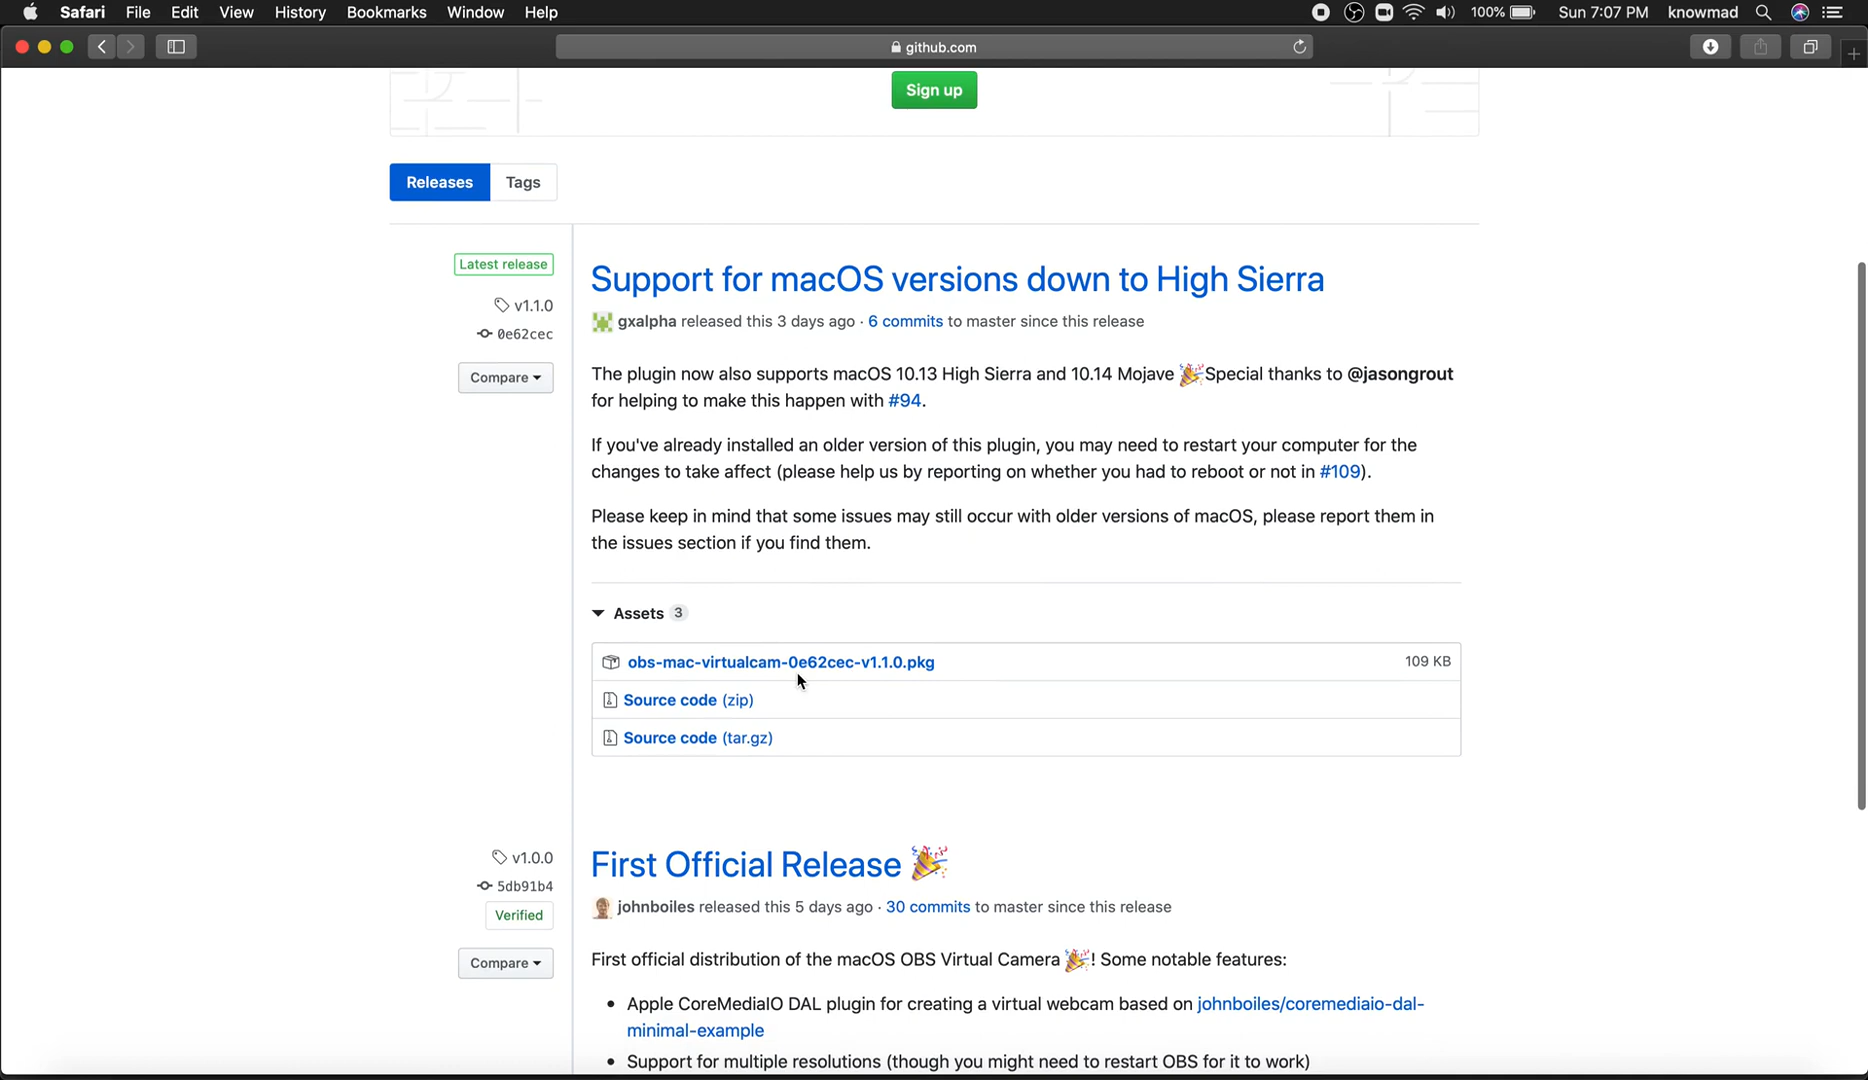 Safari File Edit View History Bookmarks Window Help 100% Sun 7:07 PM knowmad
github.com
Sign up
Releases Tags
Latest release
v1.1.0
0e62cec
Compare
Support for macOS versions down to High Sierra
gxalpha released this 3 days ago · 6 commits to master since this release
The plugin now also supports macOS 10.13 High Sierra and 10.14 Mojave 🎉Special thanks to @jasongrout
for helping to make this happen with #94.
If you've already installed an older version of this plugin, you may need to restart your computer for the
changes to take affect (please help us by reporting on whether you had to reboot or not in #109).
Please keep in mind that some issues may still occur with older versions of macOS, please report them in
the issues section if you find them.
Assets 3
obs-mac-virtualcam-0e62cec-v1.1.0.pkg 109 KB
Source code (zip)
Source code (tar.gz)
v1.0.0
5db91b4
Verified
Compare
First Official Release 🎉
johnboiles released this 5 days ago · 30 commits to master since this release
First official distribution of the macOS OBS Virtual Camera 🎉! Some notable features:
• Apple CoreMediaIO DAL plugin for creating a virtual webcam based on johnboiles/coremediaio-dal-
minimal-example
• Support for multiple resolutions (though you might need to restart OBS for it to work)